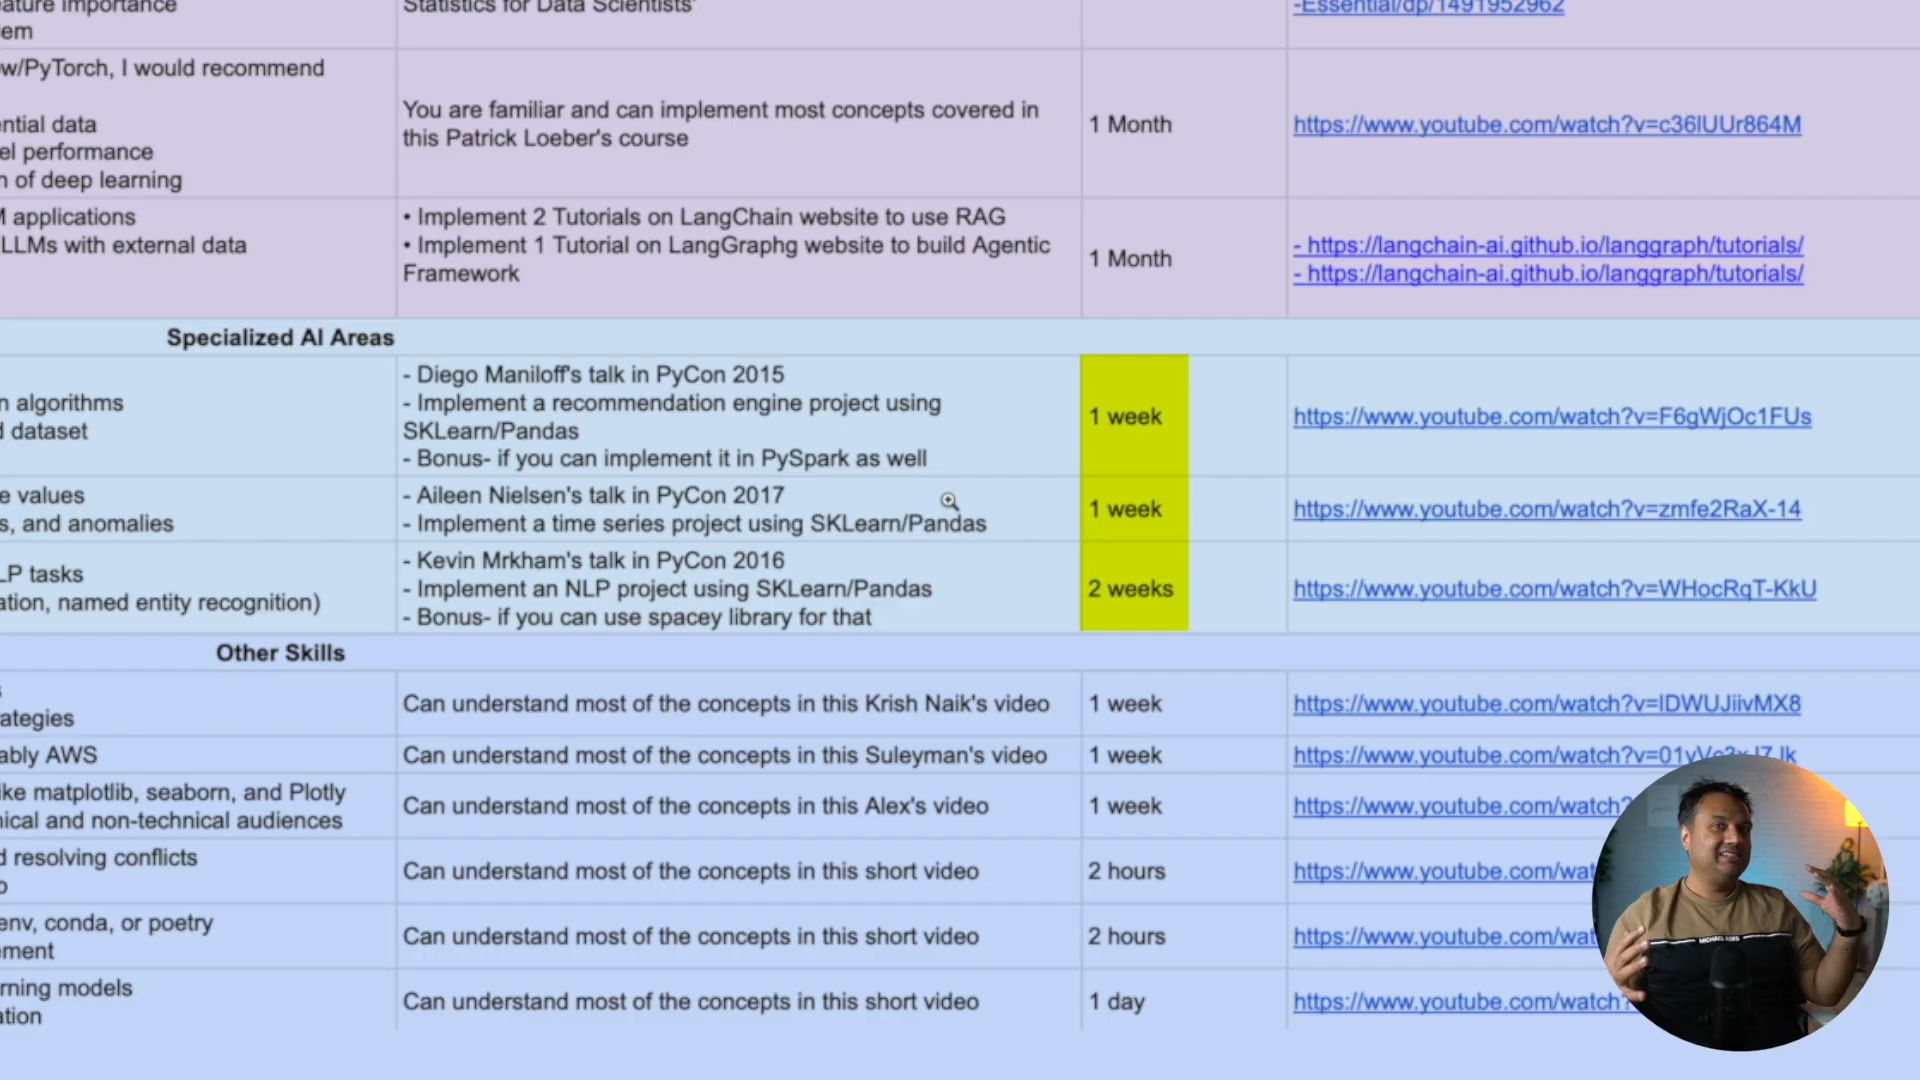 ature Importance
Statistics for Data Scientists'
-Essential/dp/1491952962
em
ow/PyTorch, I would recommend
ential data
el performance
n of deep learning
You are familiar and can implement most concepts covered in
this Patrick Loeber's course
1 Month
https://www.youtube.com/watch?v=c36lUUr864M
M applications
LLMs with external data
• Implement 2 Tutorials on LangChain website to use RAG
• Implement 1 Tutorial on LangGraphg website to build Agentic
Framework
1 Month
- https://langchain-ai.github.io/langgraph/tutorials/
- https://langchain-ai.github.io/langgraph/tutorials/
Specialized AI Areas
n algorithms
d dataset
- Diego Maniloff's talk in PyCon 2015
- Implement a recommendation engine project using
SKLearn/Pandas
- Bonus- if you can implement it in PySpark as well
1 week
https://www.youtube.com/watch?v=F6gWjOc1FUs
e values
s, and anomalies
- Aileen Nielsen's talk in PyCon 2017
- Implement a time series project using SKLearn/Pandas
1 week
https://www.youtube.com/watch?v=zmfe2RaX-14
LP tasks
ation, named entity recognition)
- Kevin Mrkham's talk in PyCon 2016
- Implement an NLP project using SKLearn/Pandas
- Bonus- if you can use spacey library for that
2 weeks
https://www.youtube.com/watch?v=WHocRqT-KkU
Other Skills
s
ategies
Can understand most of the concepts in this Krish Naik's video
1 week
https://www.youtube.com/watch?v=lDWUJiivMX8
ably AWS
Can understand most of the concepts in this Suleyman's video
1 week
ike matplotlib, seaborn, and Plotly
nical and non-technical audiences
Can understand most of the concepts in this Alex's video
1 week
https://www.youtube.com/watch?
d resolving conflicts
o
Can understand most of the concepts in this short video
2 hours
https://www.youtube.com/wat
env, conda, or poetry
ement
Can understand most of the concepts in this short video
2 hours
https://www.youtube.com/wat
rning models
ation
Can understand most of the concepts in this short video
1 day
https://www.youtube.com/watch?
MICHAEL KORS